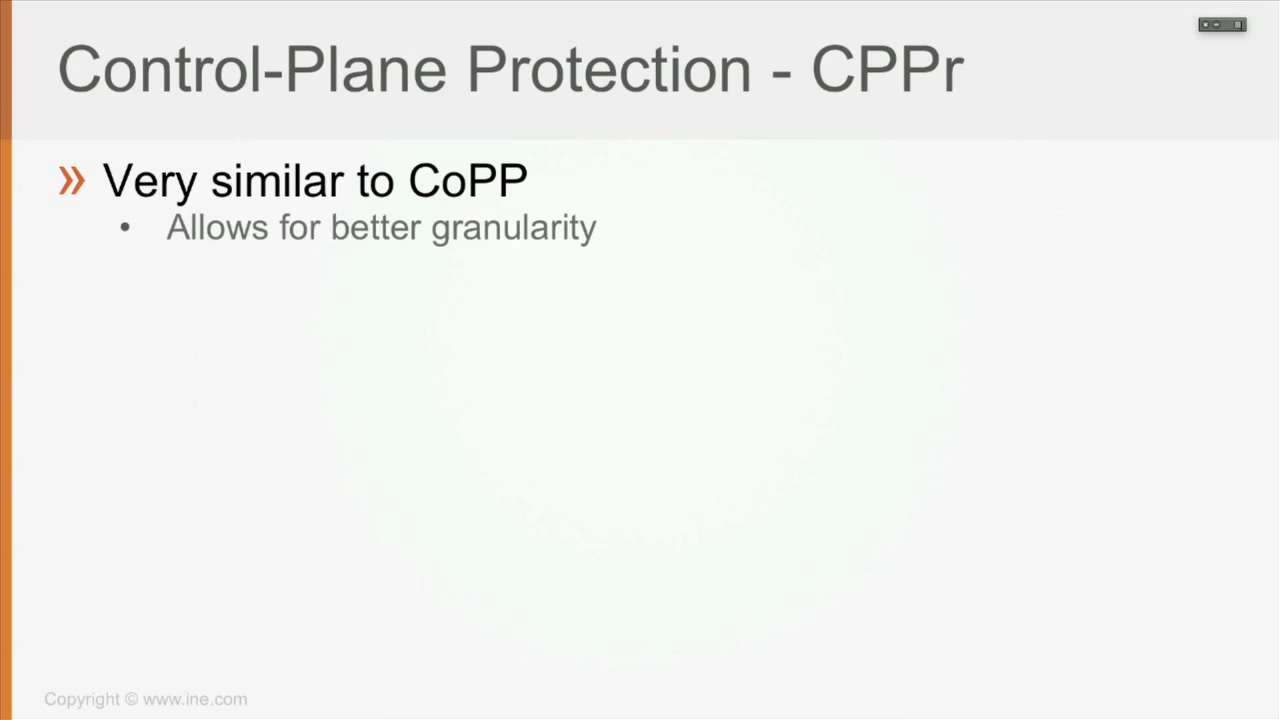 Control-Plane Protection - CPPr
» Very similar to CoPP
• Allows for better granularity
Copyright © www.ine.com